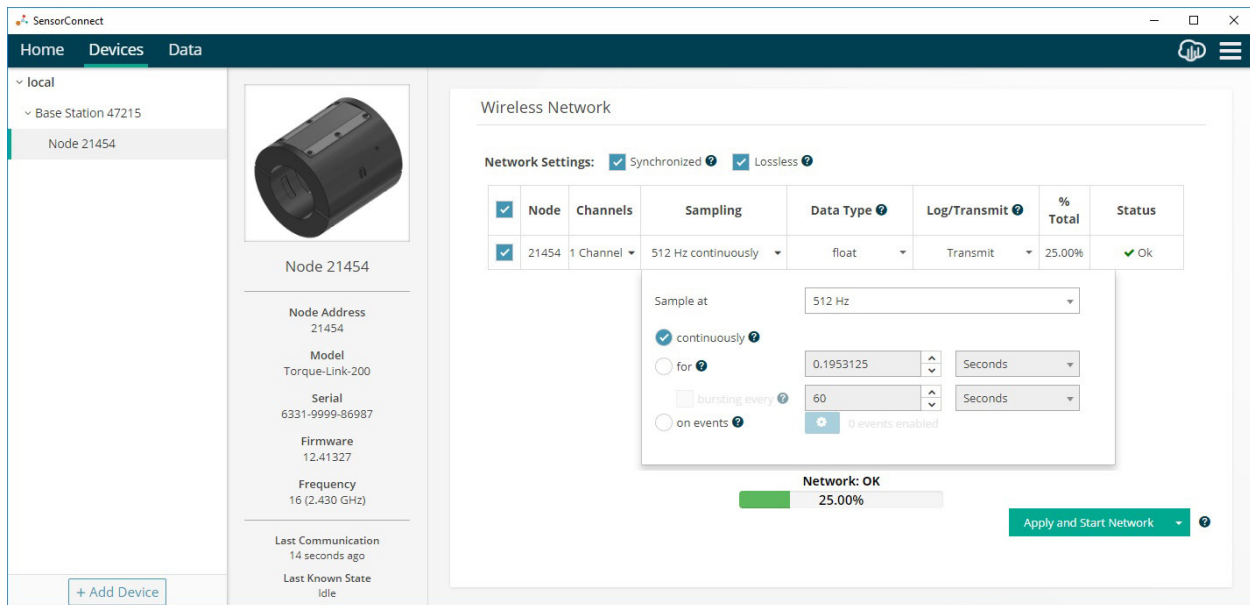 SensorConnect
Home Devices Data
local
Base Station 47215
Node 21454
+ Add Device
Node 21454
Node Address
21454
Model
Torque-Link-200
Serial
6331-9999-86987
Firmware
12.41327
Frequency
16 (2.430 GHz)
Last Communication
14 seconds ago
Last Known State
Idle
Wireless Network
Network Settings: Synchronized ? Lossless ?
Node Channels Sampling Data Type ? Log/Transmit ? % Total Status
21454 1 Channel 512 Hz continuously float Transmit 25.00% Ok
Sample at 512 Hz
continuously ?
for ? 0.1953125 Seconds
bursting every ? 60 Seconds
on events ? 0 events enabled
Network: OK
25.00%
Apply and Start Network ?